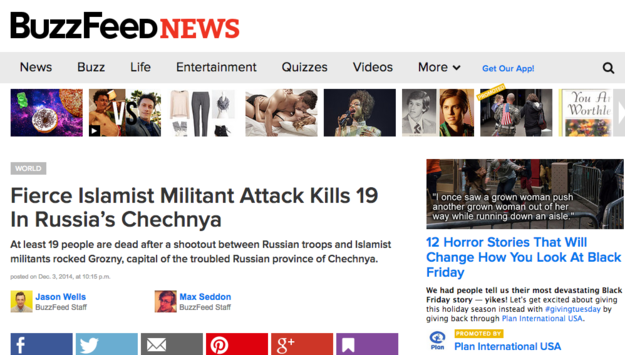 BUZZFEED NEWS
News Buzz Life Entertainment Quizzes Videos More Get Our App!
VS
WORLD
Fierce Islamist Militant Attack Kills 19
In Russia's Chechnya
At least 19 people are dead after a shootout between Russian troops and Islamist
militants rocked Grozny, capital of the troubled Russian province of Chechnya.
posted on Dec. 3, 2014, at 10:15 p.m.
Jason Wells
BuzzFeed Staff
Max Seddon
BuzzFeed Staff
"I once saw a grown woman push
another grown woman out of her
way while running down an aisle."
12 Horror Stories That Will
Change How You Look At Black
Friday
We had people tell us their most devastating Black
Friday story — yikes! Let's get excited about giving
this holiday season instead with #givingtuesday by
giving back through Plan International USA.
Plan
PROMOTED BY
Plan International USA